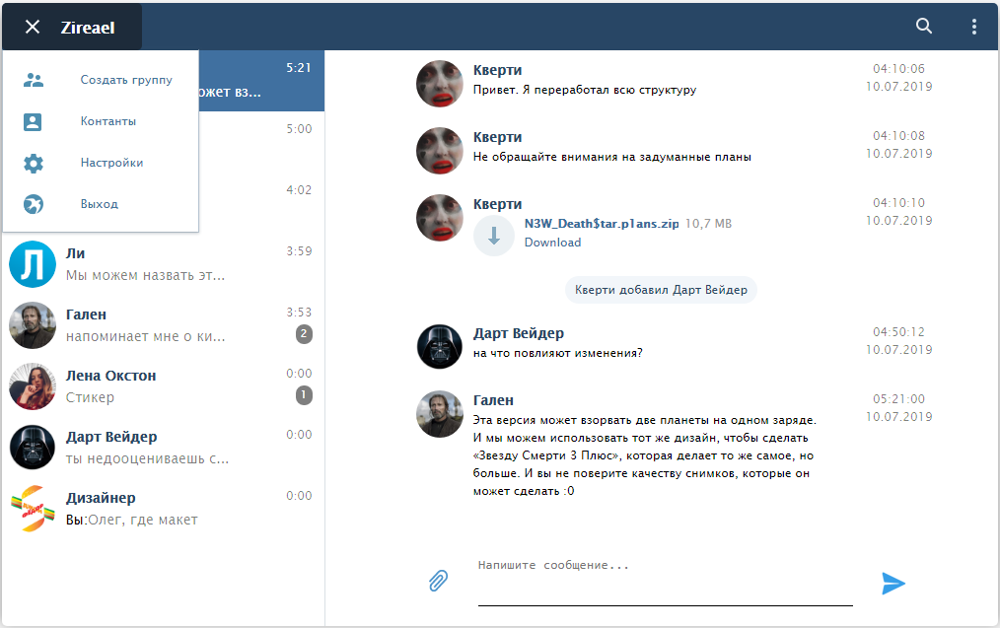 Zireael
Создать группу
Контанты
Настройки
Выход
5:21
ожет вз...
5:00
4:02
Ли
3:59
Мы можем назвать эт...
Гален
3:53
напоминает мне о ки...
2
Лена Окстон
0:00
Стикер
1
Дарт Вейдер
0:00
ты недооцениваешь с...
Дизайнер
0:00
Вы:Олег, где макет
Кверти
04:10:06
Привет. Я переработал всю структуру
10.07.2019
Кверти
04:10:08
Не обращайте внимания на задуманные планы
10.07.2019
Кверти
04:10:10
N3W_Death$tar.p1ans.zip 10,7 MB
10.07.2019
Download
Кверти добавил Дарт Вейдер
Дарт Вейдер
04:50:12
на что повлияют изменения?
10.07.2019
Гален
05:21:00
Эта версия может взорвать две планеты на одном заряде.
10.07.2019
И мы можем использовать тот же дизайн, чтобы сделать
«Звезду Смерти 3 Плюс», которая делает то же самое, но
больше. И вы не поверите качеству снимков, которые он
может сделать :0
Напишите сообщение...